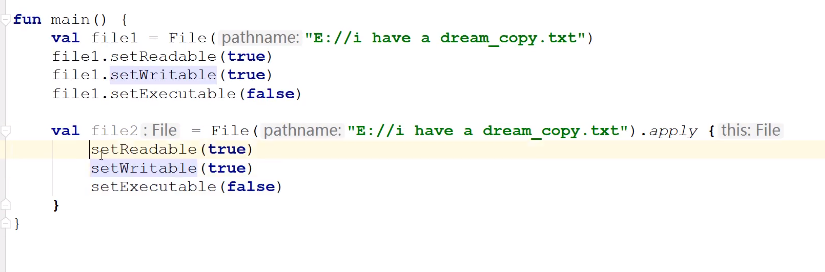 fun main() {
val file1 = File( pathname: "E://i have a dream_copy.txt")
file1.setReadable(true)
file1.setWritable(true)
file1.setExecutable(false)
val file2 : File = File( pathname: "E://i have a dream_copy.txt").apply { this: File
setReadable(true)
setWritable(true)
setExecutable(false)
}
}